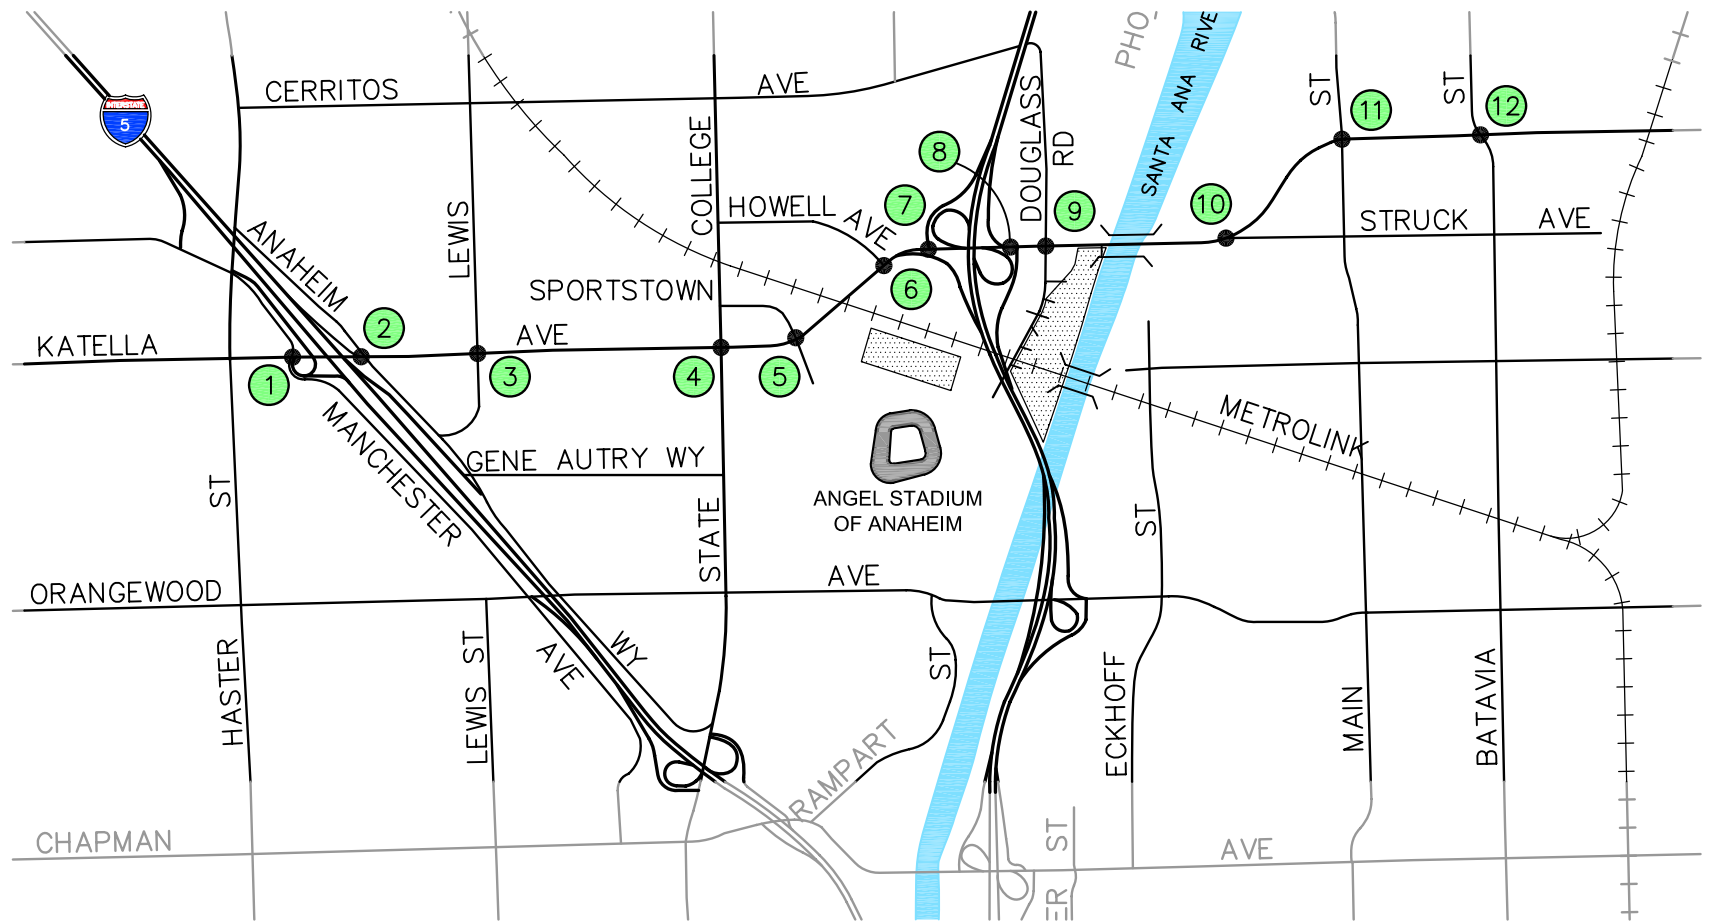 PHO
SANTA ANA RIVE
CERRITOS AVE
INTERSTATE
5
DOUGLASS RD
ST
ST
11
12
8
COLLEGE
HOWELL AVE
7
9
10
STRUCK AVE
LEWIS
ANAHEIM
SPORTSTOWN
6
KATELLA AVE
2
1
3
4
5
MANCHESTER
METROLINK
GENE AUTRY WY
ANGEL STADIUM
OF ANAHEIM
ST
STATE
ST
ORANGEWOOD AVE
HASTER
LEWIS ST
AVE
WY
ST
ECKHOFF
MAIN
BATAVIA
RAMPART
CHAPMAN AVE
ER ST